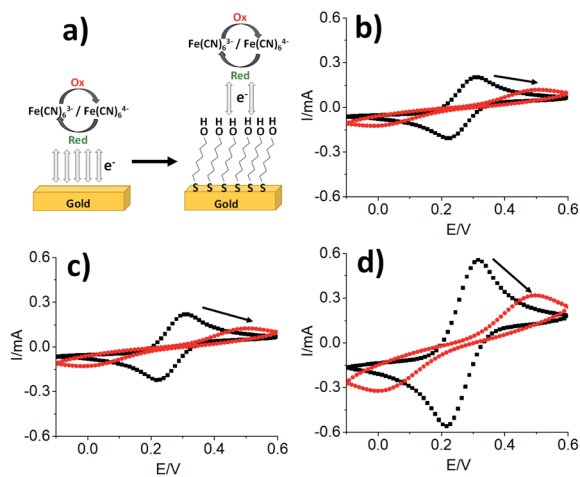 a)
Ox
Fe(CN)₆³⁻ / Fe(CN)₆⁴⁻
Red
e⁻
Gold
Ox
Fe(CN)₆³⁻ / Fe(CN)₆⁴⁻
Red
e⁻
H H H H H H
O O O O O O
S S S S S S
Gold
b)
I/mA
0.6
0.3
0.0
-0.3
-0.6
0.0 0.2 0.4 0.6
E/V
c)
I/mA
0.6
0.3
0.0
-0.3
-0.6
0.0 0.2 0.4 0.6
E/V
d)
I/mA
0.6
0.3
0.0
-0.3
-0.6
0.0 0.2 0.4 0.6
E/V